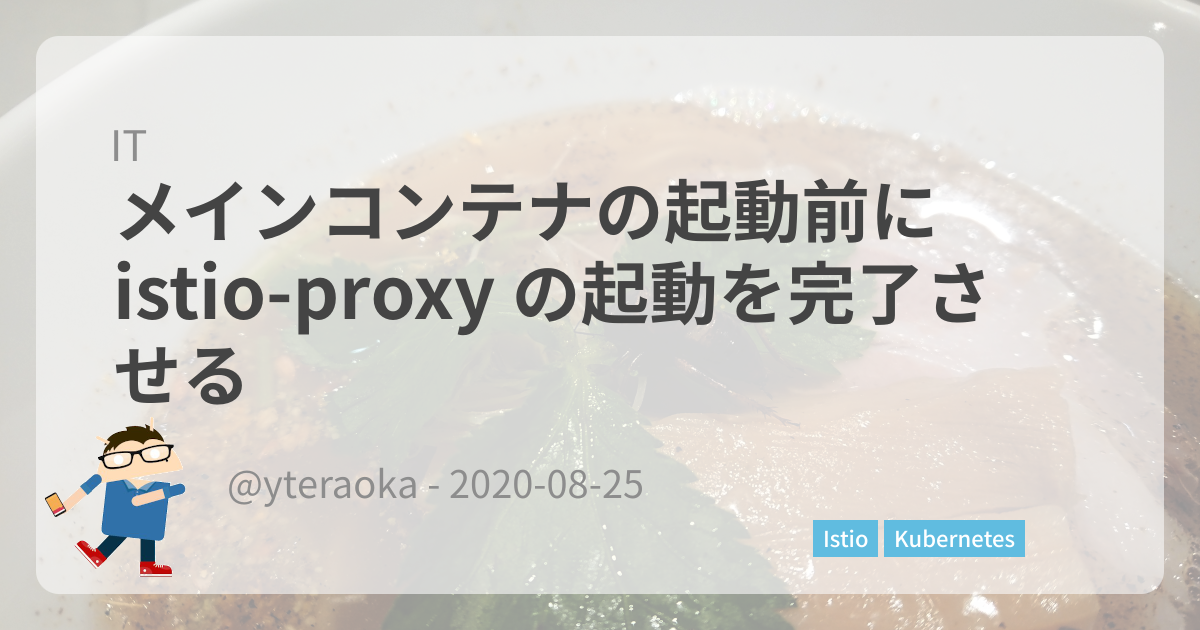 IT
メインコンテナの起動前に
istio-proxy の起動を完了さ
せる
@yteraoka - 2020-08-25
Istio Kubernetes